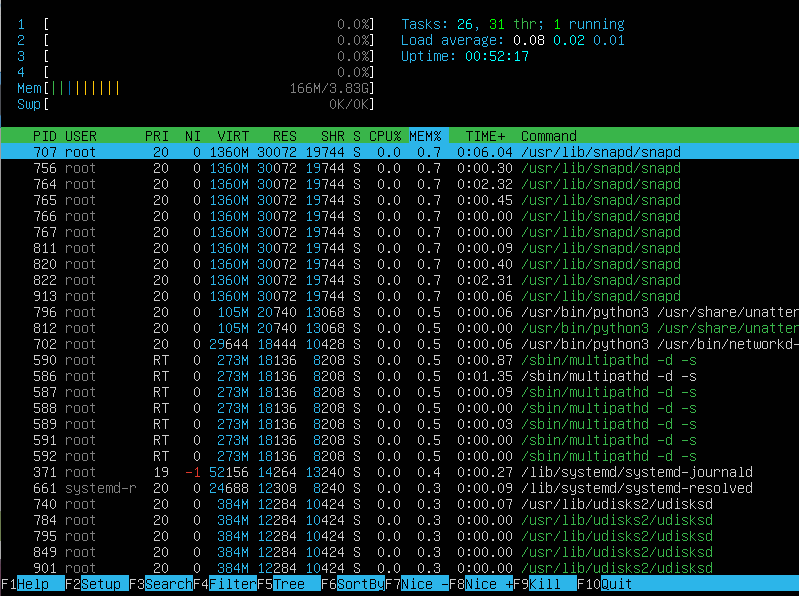 1 [ 0.0%] Tasks: 26, 31 thr; 1 running
2 [ 0.0%] Load average: 0.08 0.02 0.01
3 [ 0.0%] Uptime: 00:52:17
4 [ 0.0%]
Mem[||||||||| 166M/3.83G]
Swp[ 0K/0K]
PID USER PRI NI VIRT RES SHR S CPU% MEM% TIME+ Command
707 root 20 0 1360M 30072 19744 S 0.0 0.7 0:06.04 /usr/lib/snapd/snapd
756 root 20 0 1360M 30072 19744 S 0.0 0.7 0:00.30 /usr/lib/snapd/snapd
764 root 20 0 1360M 30072 19744 S 0.0 0.7 0:02.32 /usr/lib/snapd/snapd
765 root 20 0 1360M 30072 19744 S 0.0 0.7 0:00.45 /usr/lib/snapd/snapd
766 root 20 0 1360M 30072 19744 S 0.0 0.7 0:00.00 /usr/lib/snapd/snapd
767 root 20 0 1360M 30072 19744 S 0.0 0.7 0:00.00 /usr/lib/snapd/snapd
811 root 20 0 1360M 30072 19744 S 0.0 0.7 0:00.09 /usr/lib/snapd/snapd
820 root 20 0 1360M 30072 19744 S 0.0 0.7 0:00.40 /usr/lib/snapd/snapd
822 root 20 0 1360M 30072 19744 S 0.0 0.7 0:02.31 /usr/lib/snapd/snapd
913 root 20 0 1360M 30072 19744 S 0.0 0.7 0:00.06 /usr/lib/snapd/snapd
796 root 20 0 105M 20740 13068 S 0.0 0.5 0:00.06 /usr/bin/python3 /usr/share/unatten
812 root 20 0 105M 20740 13068 S 0.0 0.5 0:00.00 /usr/bin/python3 /usr/share/unatten
702 root 20 0 29644 18444 10428 S 0.0 0.5 0:00.06 /usr/bin/python3 /usr/bin/networkd-
590 root RT 0 273M 18136 8208 S 0.0 0.5 0:00.87 /sbin/multipathd -d -s
586 root RT 0 273M 18136 8208 S 0.0 0.5 0:01.35 /sbin/multipathd -d -s
587 root RT 0 273M 18136 8208 S 0.0 0.5 0:00.09 /sbin/multipathd -d -s
588 root RT 0 273M 18136 8208 S 0.0 0.5 0:00.00 /sbin/multipathd -d -s
589 root RT 0 273M 18136 8208 S 0.0 0.5 0:00.03 /sbin/multipathd -d -s
591 root RT 0 273M 18136 8208 S 0.0 0.5 0:00.00 /sbin/multipathd -d -s
592 root RT 0 273M 18136 8208 S 0.0 0.5 0:00.00 /sbin/multipathd -d -s
371 root 19 -1 52156 14264 13240 S 0.0 0.4 0:00.27 /lib/systemd/systemd-journald
661 systemd-r 20 0 24688 12308 8240 S 0.0 0.3 0:00.09 /lib/systemd/systemd-resolved
740 root 20 0 384M 12284 10424 S 0.0 0.3 0:00.07 /usr/lib/udisks2/udisksd
784 root 20 0 384M 12284 10424 S 0.0 0.3 0:00.00 /usr/lib/udisks2/udisksd
795 root 20 0 384M 12284 10424 S 0.0 0.3 0:00.00 /usr/lib/udisks2/udisksd
849 root 20 0 384M 12284 10424 S 0.0 0.3 0:00.00 /usr/lib/udisks2/udisksd
901 root 20 0 384M 12284 10424 S 0.0 0.3 0:00.00 /usr/lib/udisks2/udisksd
F1Help F2Setup F3SearchF4FilterF5Tree F6SortByF7Nice -F8Nice +F9Kill F10Quit